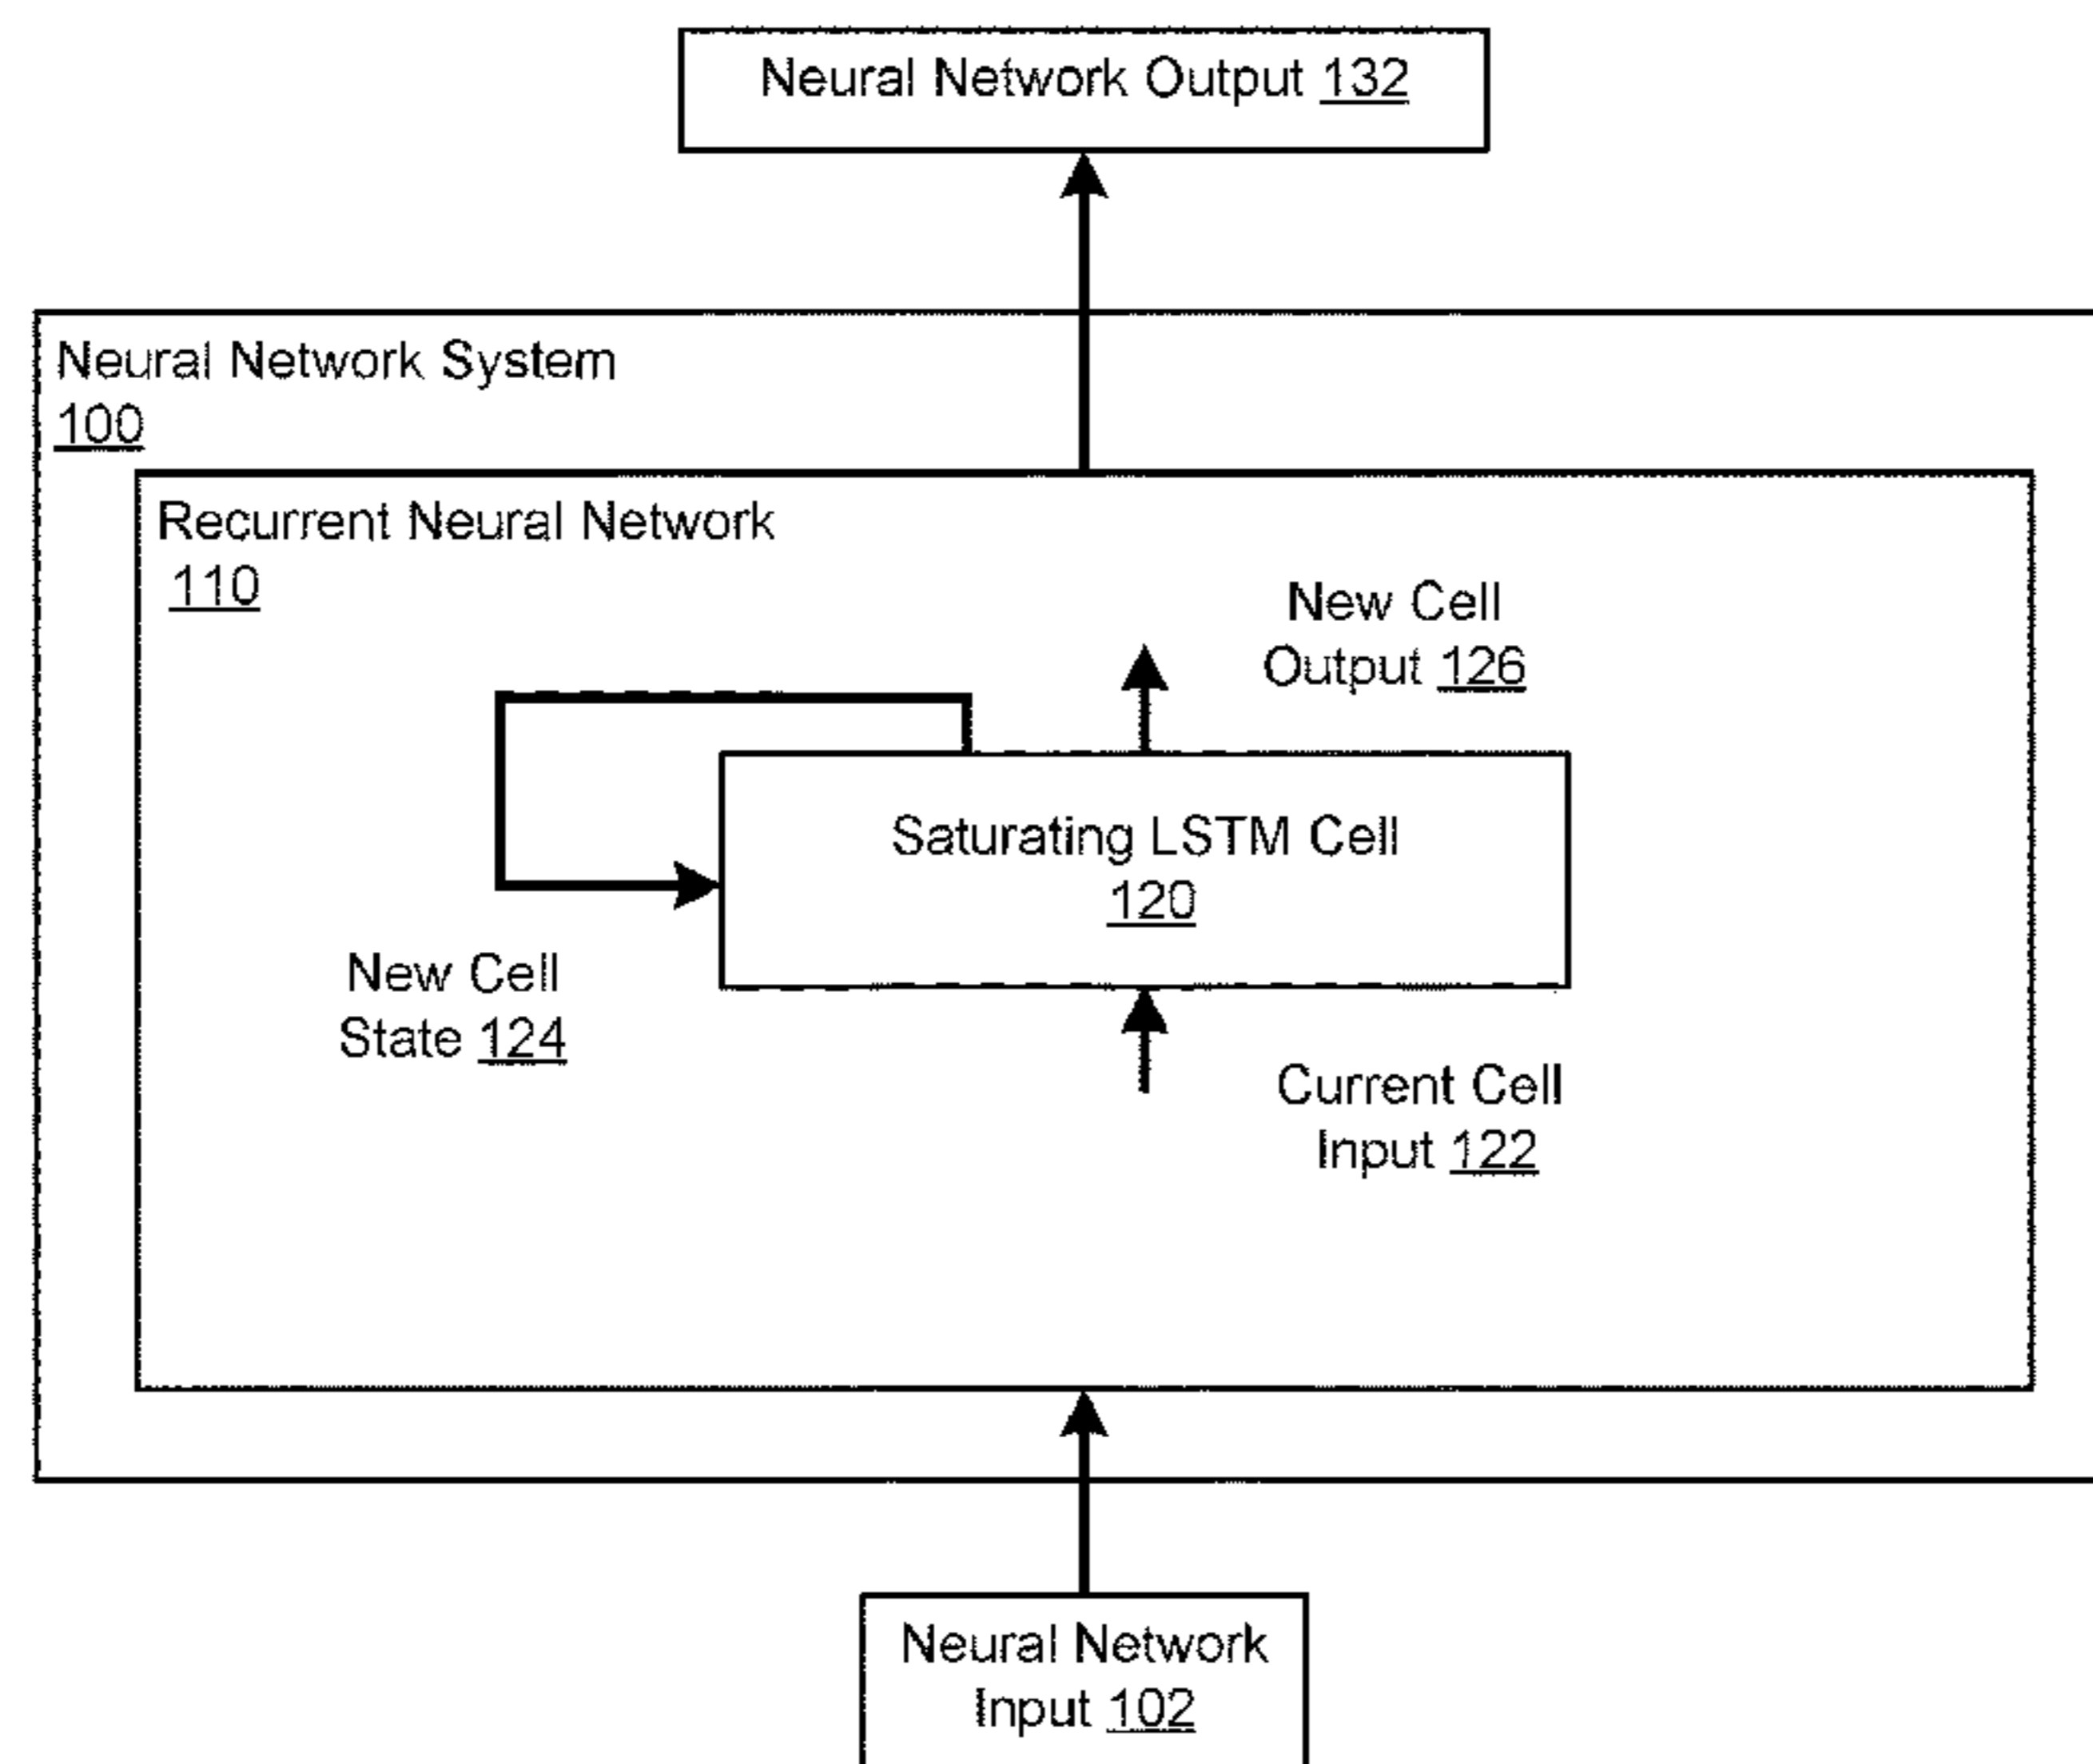 Neural Network Output 132
Neural Network System
100
Recurrent Neural Network
110
New Cell
Output 126
Saturating LSTM Cell
120
New Cell
State 124
Current Cell
Input 122
Neural Network
Input 102